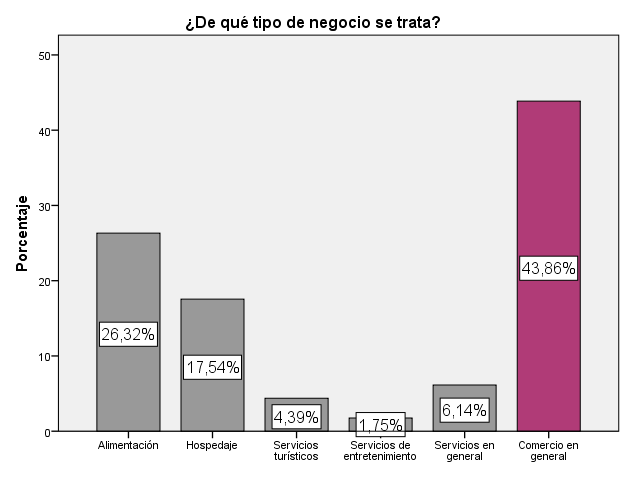 ¿De qué tipo de negocio se trata?
Porcentaje
50
40
30
20
10
0
26,32%
17,54%
4,39%
1,75%
6,14%
43,86%
Alimentación
Hospedaje
Servicios
turísticos
Servicios de
entretenimiento
Servicios en
general
Comercio en
general